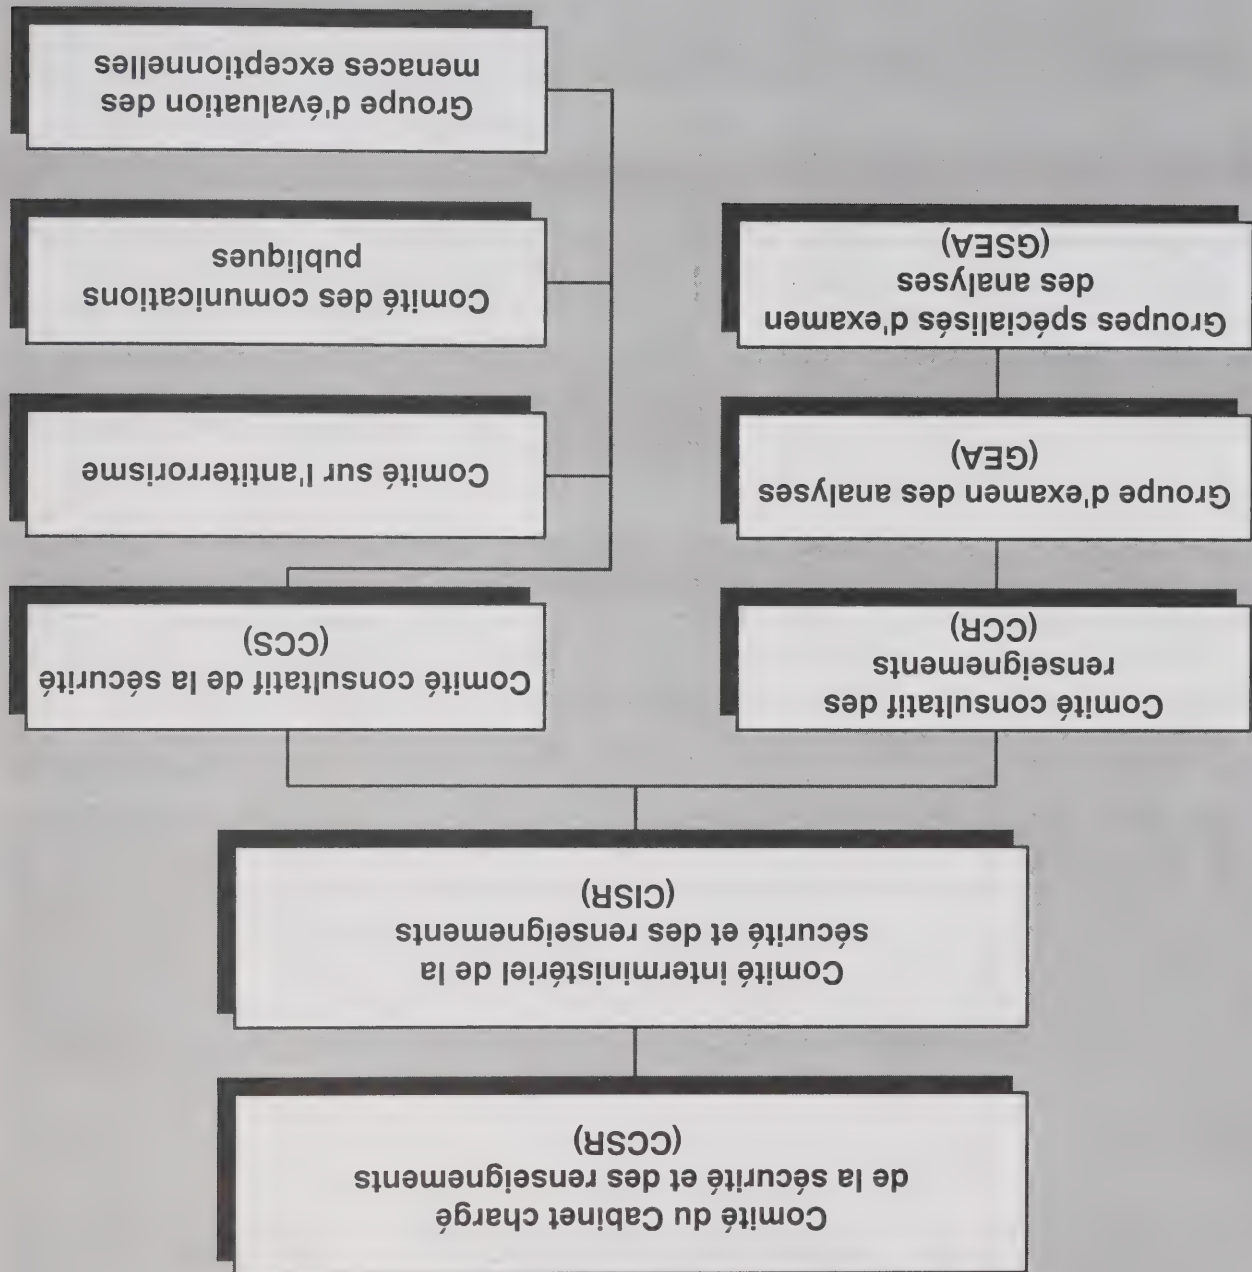 Comité du Cabinet chargé
de la sécurité et des renseignements
(CCSR)
Comité interministériel de la
sécurité et des renseignements
(CISR)
Comité consultatif des
renseignements
(CCR)
Groupe d'examen des analyses
(GEA)
Groupes spécialisés d'examen
des analyses
(GSEA)
Comité consultatif de la sécurité
(CCS)
Comité sur l'antiterrorisme
Comité des comunications
publiques
Groupe d'évaluation des
menaces exceptionnelles